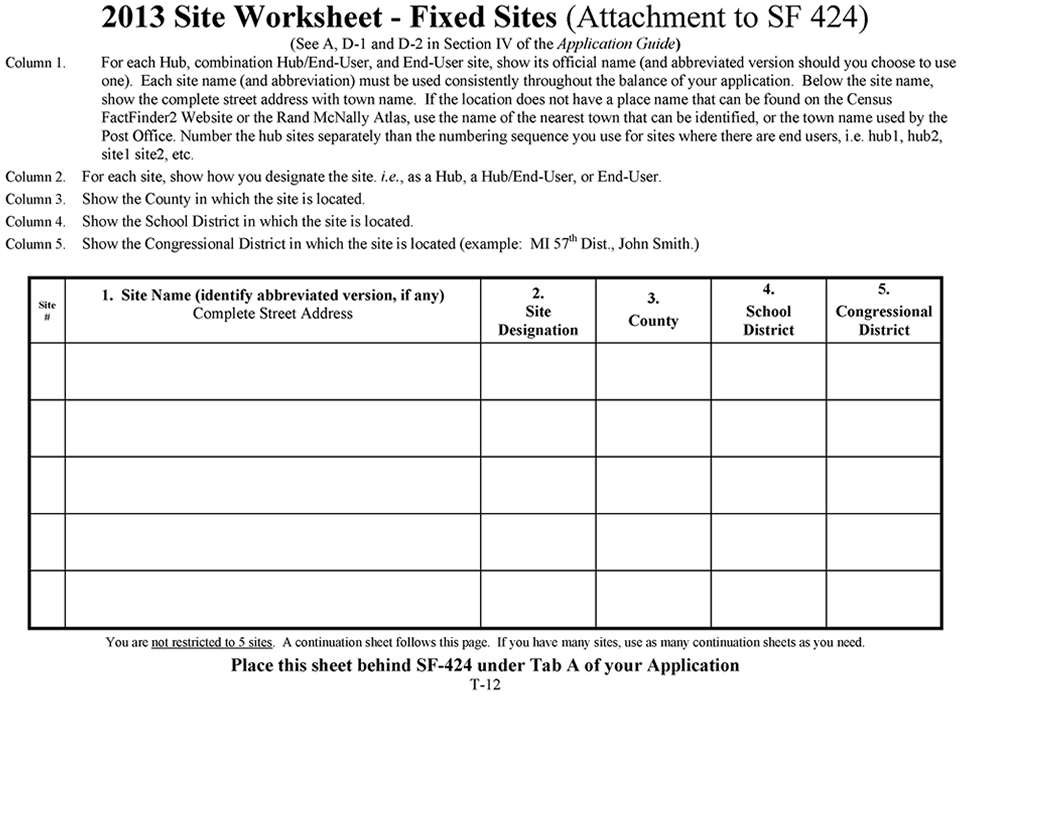 2013 Site Worksheet - Fixed Sites (Attachment to SF 424)
(See A, D-1 and D-2 in Section IV of the Application Guide)
Column 1. For each Hub, combination Hub/End-User, and End-User site, show its official name (and abbreviated version should you choose to use
one). Each site name (and abbreviation) must be used consistently throughout the balance of your application. Below the site name,
show the complete street address with town name. If the location does not have a place name that can be found on the Census
FactFinder2 Website or the Rand McNally Atlas, use the name of the nearest town that can be identified, or the town name used by the
Post Office. Number the hub sites separately than the numbering sequence you use for sites where there are end users, i.e. hub1, hub2,
site1 site2, etc.
Column 2. For each site, show how you designate the site. i.e., as a Hub, a Hub/End-User, or End-User.
Column 3. Show the County in which the site is located.
Column 4. Show the School District in which the site is located.
Column 5. Show the Congressional District in which the site is located (example: MI 57th Dist., John Smith.)
Site
#
1. Site Name (identify abbreviated version, if any)
Complete Street Address
2.
Site
Designation
3.
County
4.
School
District
5.
Congressional
District
You are not restricted to 5 sites. A continuation sheet follows this page. If you have many sites, use as many continuation sheets as you need.
Place this sheet behind SF-424 under Tab A of your Application
T-12